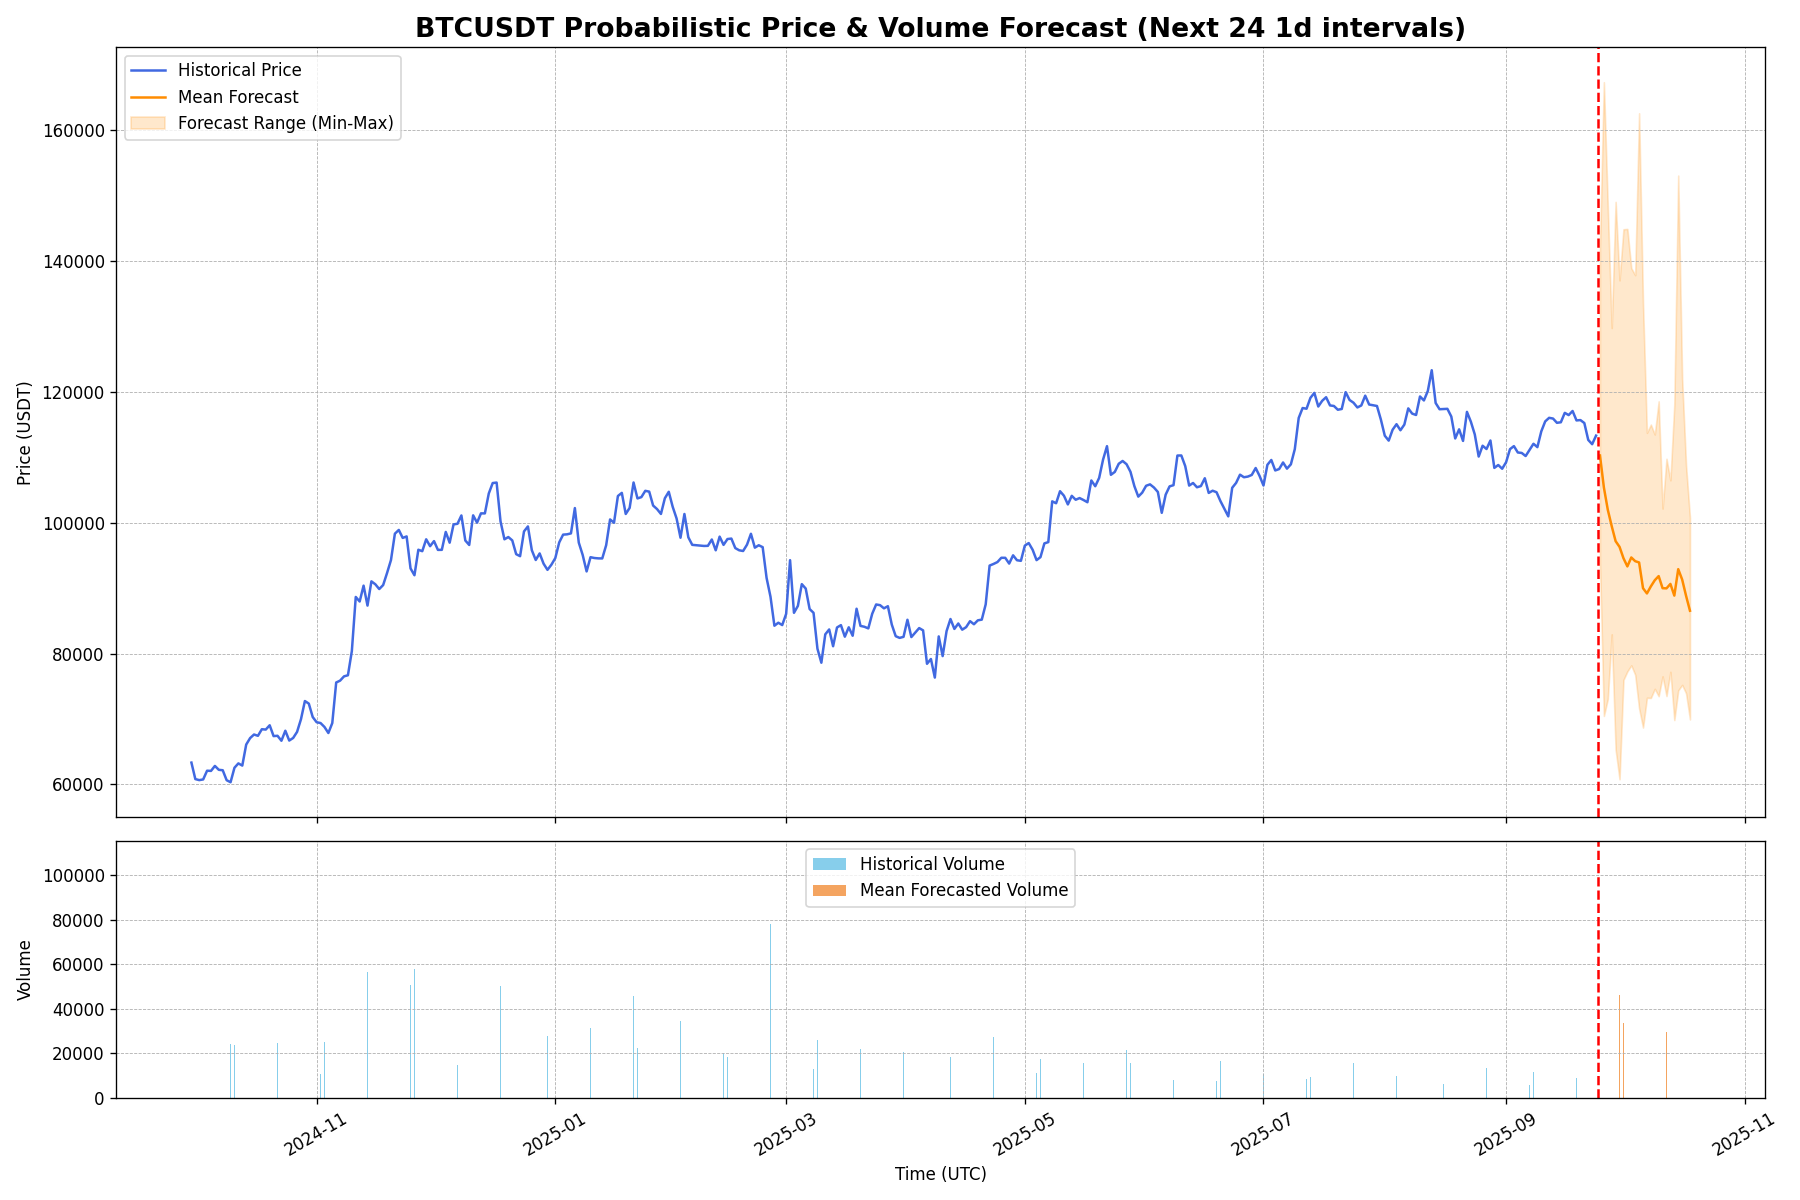 BTCUSDT Probabilistic Price & Volume Forecast (Next 24 1d intervals)
Historical Price
Mean Forecast
Forecast Range (Min-Max)
160000
140000
120000
100000
80000
60000
Price (USDT)
Historical Volume
Mean Forecasted Volume
100000
80000
60000
40000
20000
0
Volume
2024-11
2025-01
2025-03
2025-05
2025-07
2025-09
2025-11
Time (UTC)